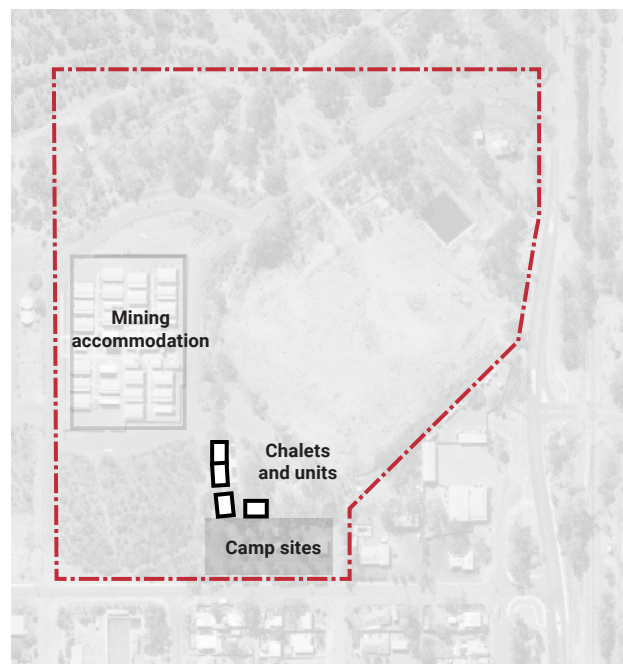 Mining
accommodation
Chalets
and units
Camp sites